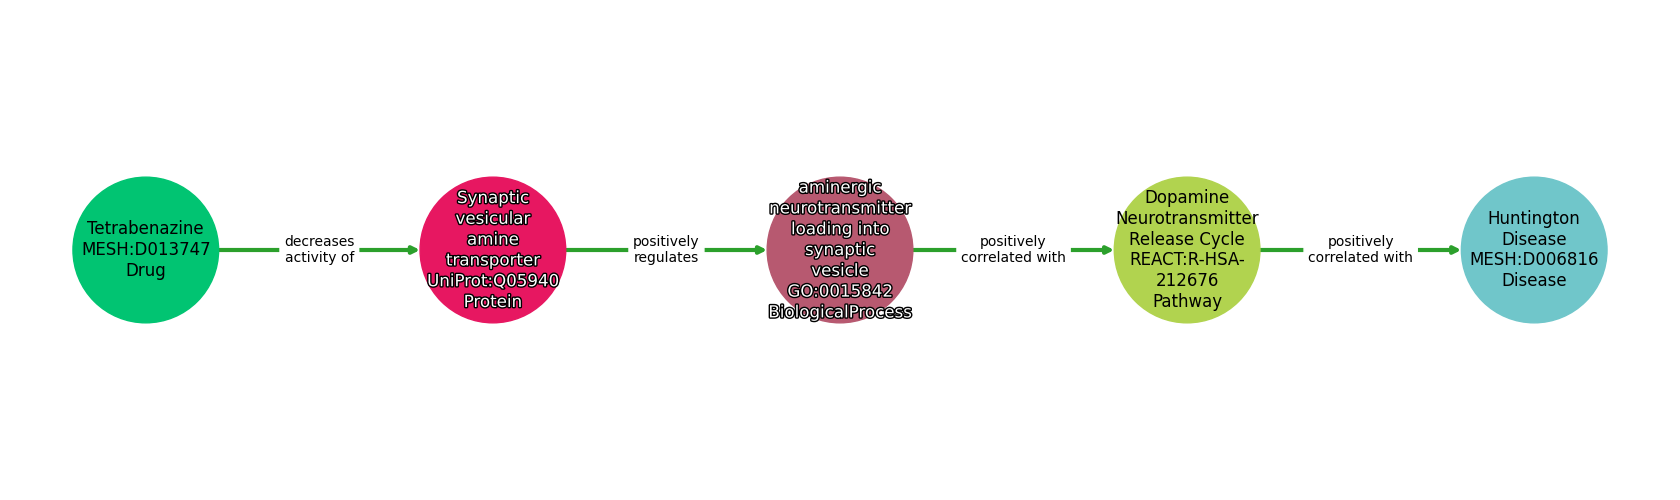 Tetrabenazine
MESH:D013747
Drug
decreases
activity of
Synaptic
vesicular
amine
transporter
UniProt:Q05940
Protein
positively
regulates
aminergic
neurotransmitter
loading into
synaptic
vesicle
GO:0015842
BiologicalProcess
positively
correlated with
Dopamine
Neurotransmitter
Release Cycle
REACT:R-HSA-
212676
Pathway
positively
correlated with
Huntington
Disease
MESH:D006816
Disease